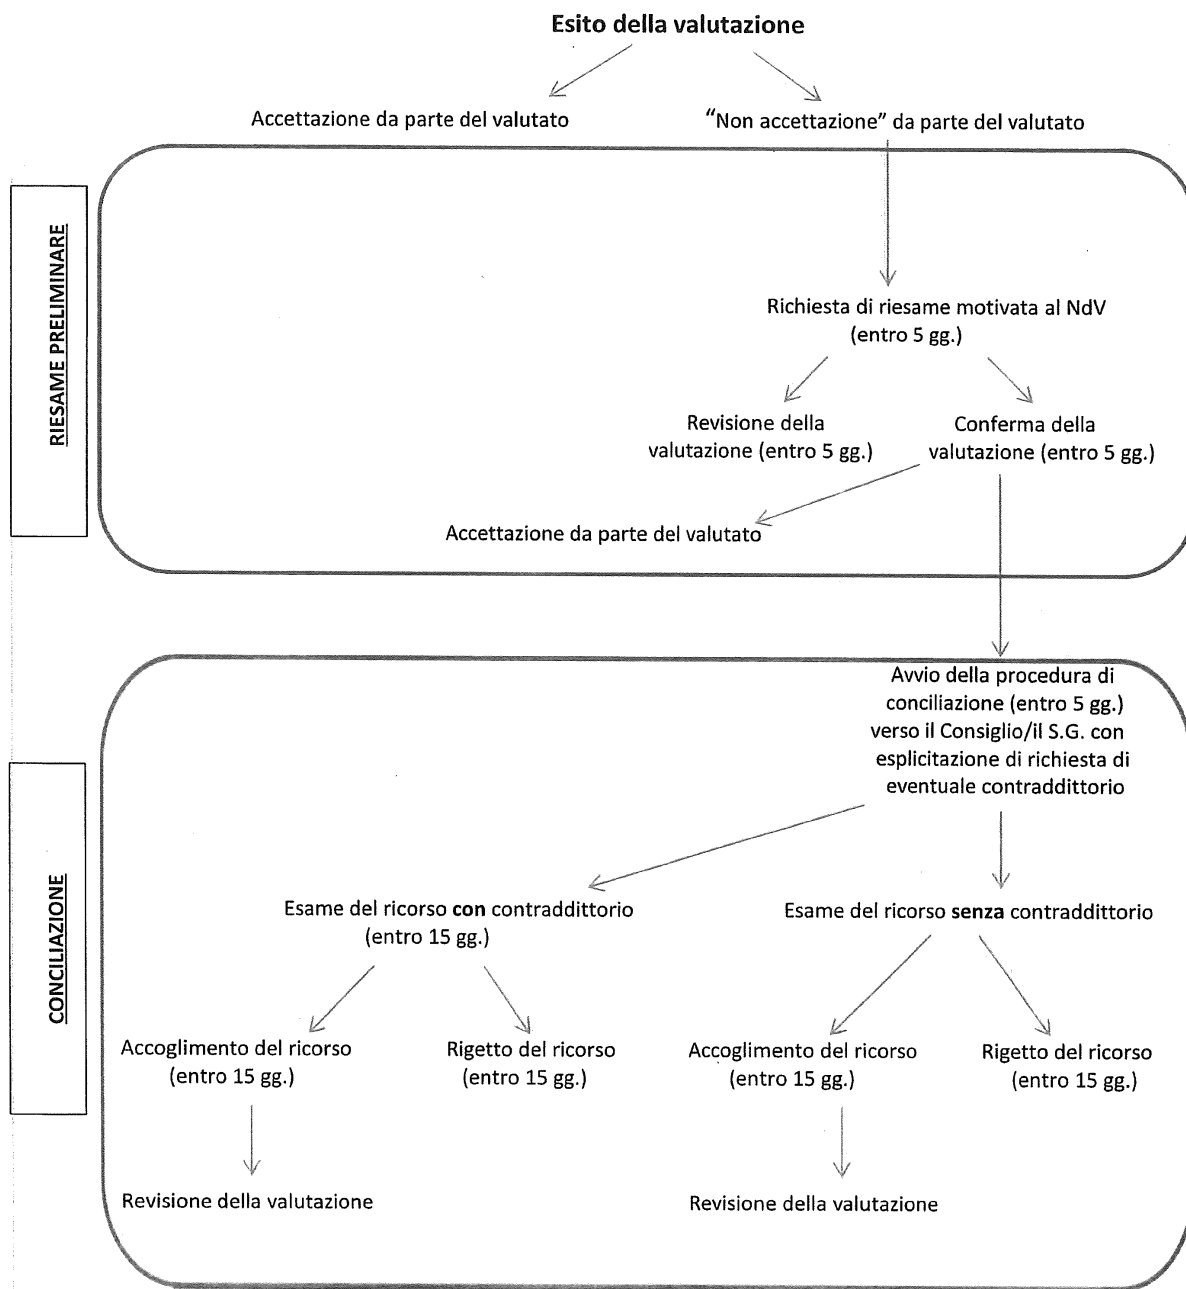 Esito della valutazione
Accettazione da parte del valutato
“Non accettazione” da parte del valutato
RIESAME PRELIMINARE
Richiesta di riesame motivata al NdV
(entro 5 gg.)
Revisione della
valutazione (entro 5 gg.)
Conferma della
valutazione (entro 5 gg.)
Accettazione da parte del valutato
CONCILIAZIONE
Avvio della procedura di
conciliazione (entro 5 gg.)
verso il Consiglio/il S.G. con
esplicitazione di richiesta di
eventuale contraddittorio
Esame del ricorso con contraddittorio
(entro 15 gg.)
Esame del ricorso senza contraddittorio
Accoglimento del ricorso
(entro 15 gg.)
Rigetto del ricorso
(entro 15 gg.)
Accoglimento del ricorso
(entro 15 gg.)
Rigetto del ricorso
(entro 15 gg.)
Revisione della valutazione
Revisione della valutazione